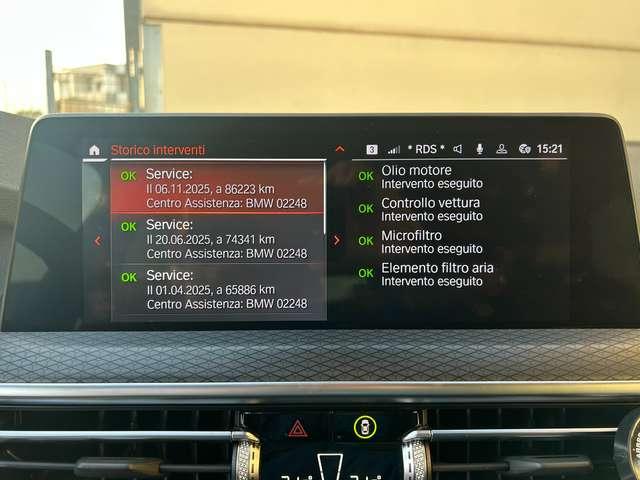 Storico interventi
3 * RDS * 15:21
OK Service:
Il 06.11.2025, a 86223 km
Centro Assistenza: BMW 02248
OK Service:
Il 20.06.2025, a 74341 km
Centro Assistenza: BMW 02248
OK Service:
Il 01.04.2025, a 65886 km
Centro Assistenza: BMW 02248
OK Olio motore
Intervento eseguito
OK Controllo vettura
Intervento eseguito
OK Microfiltro
Intervento eseguito
OK Elemento filtro aria
Intervento eseguito